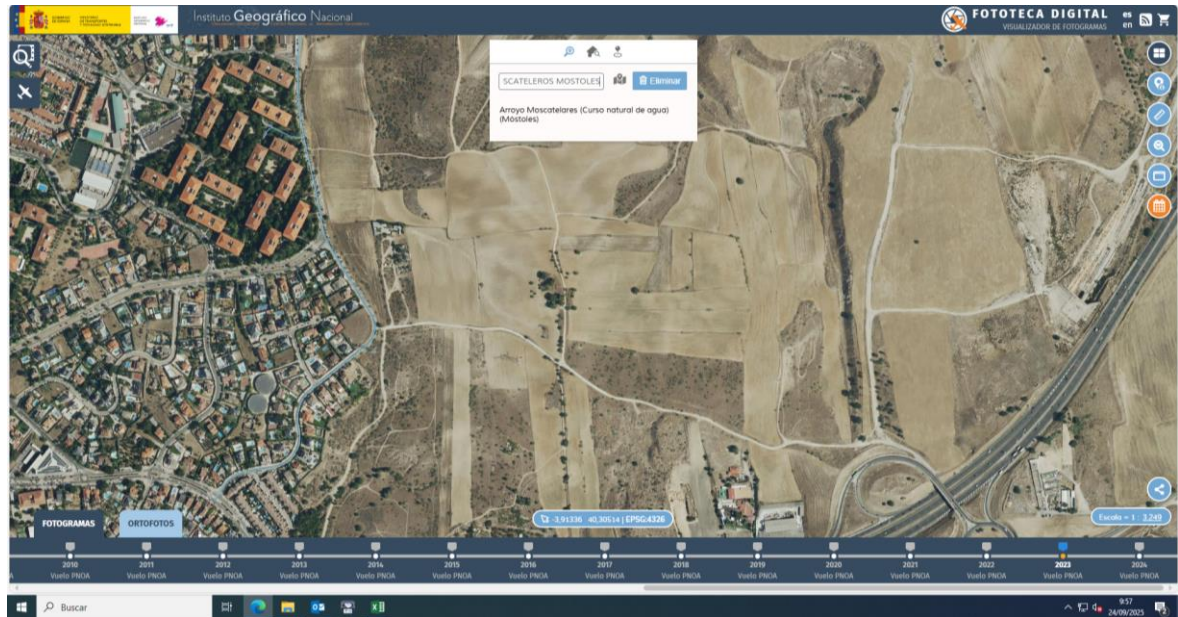 GOBIERNO DE ESPAÑA
Instituto Geográfico Nacional
FOTOTECA DIGITAL
VISUALIZADOR DE FOTOGRAMAS
es
en
SCATELEROS MOSTOLES
Eliminar
Arroyo Moscatelares (Curso natural de agua)
(Móstoles)
FOTOGRAMAS
ORTOFOTOS
-3,91336 40,30514 | EPSG:4326
Escala = 1 : 3.249
2010 2011 2012 2013 2014 2015 2016 2017 2018 2019 2020 2021 2022 2023 2024
A Vuelo PNOA Vuelo PNOA Vuelo PNOA Vuelo PNOA Vuelo PNOA Vuelo PNOA Vuelo PNOA Vuelo PNOA Vuelo PNOA Vuelo PNOA Vuelo PNOA Vuelo PNOA Vuelo PNOA Vuelo PNOA Vuelo PNOA
Buscar
9:57
24/09/2025